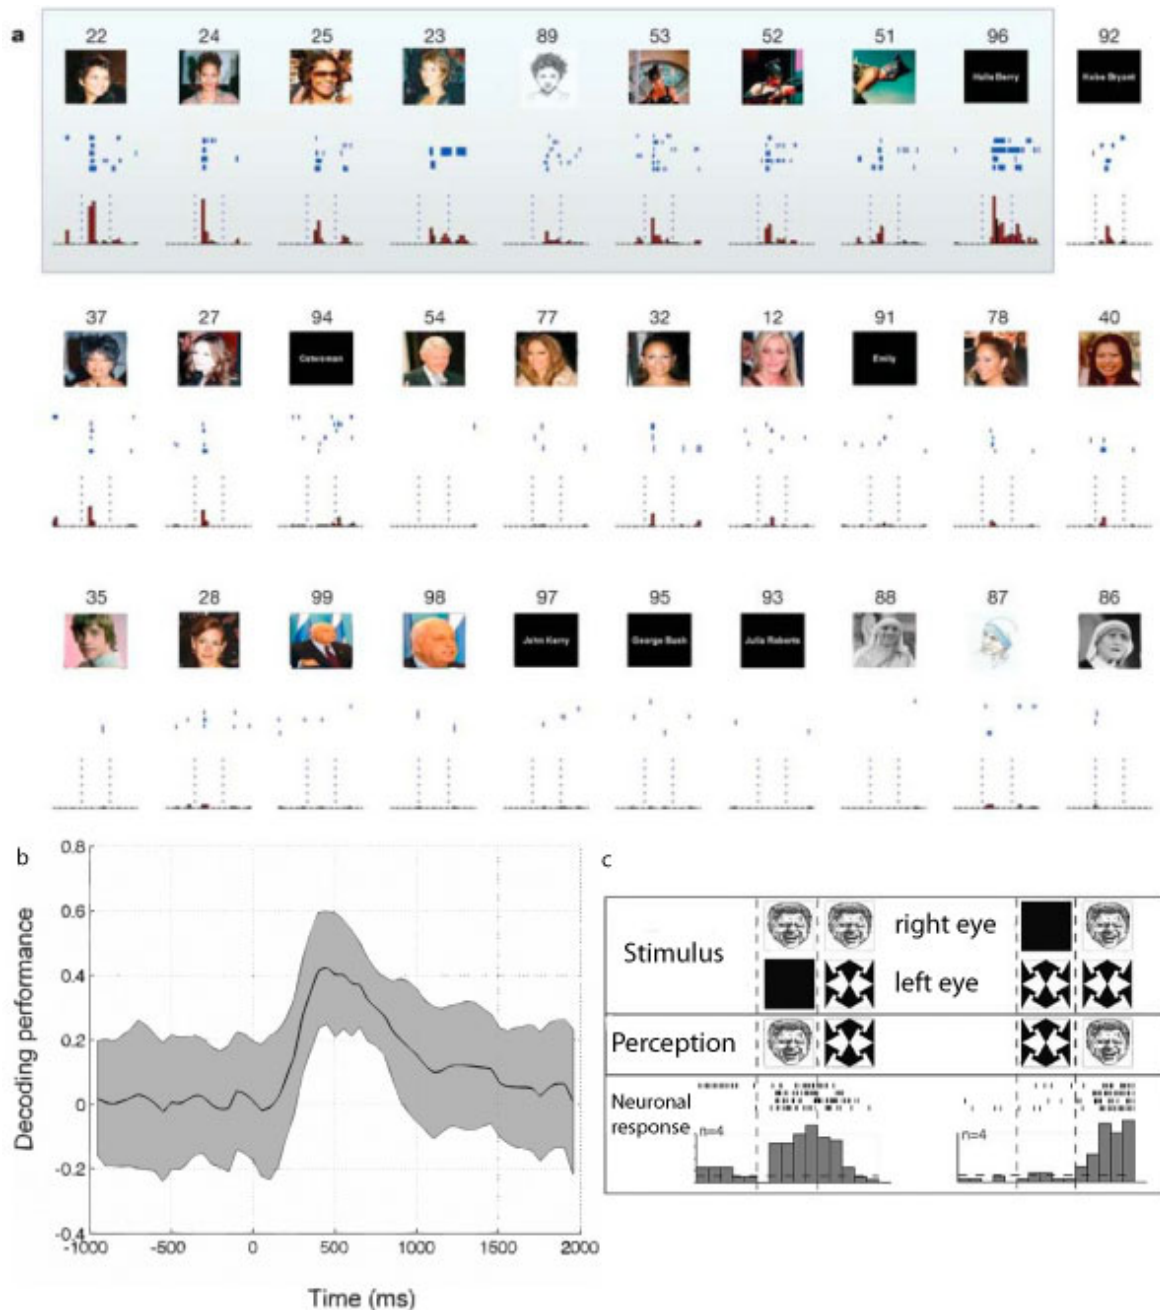 a
22 24 25 23 89 53 52 51 96 92
Halle Berry Kobe Bryant
37 27 94 54 77 32 12 91 78 40
Catwoman Emily
35 28 99 98 97 95 93 88 87 86
John Kerry George Bush Julia Roberts
b
0.8
0.6
0.4
0.2
0
-0.2
-0.4
-1000 -500 0 500 1000 1500 2000
Decoding performance
Time (ms)
c
Stimulus
right eye
left eye
Perception
Neuronal
response
n=4 n=4